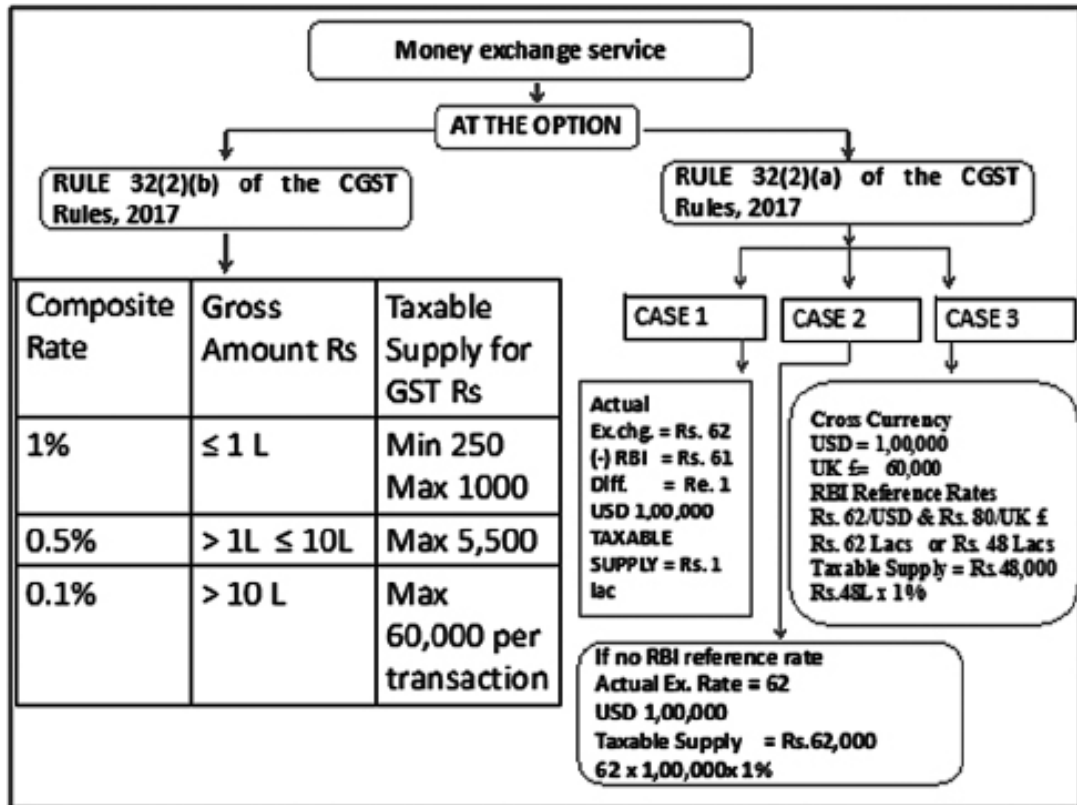 Money exchange service
AT THE OPTION
RULE 32(2)(b) of the CGST
Rules, 2017
RULE 32(2)(a) of the CGST
Rules, 2017
Composite
Rate
Gross
Amount Rs
Taxable
Supply for
GST Rs
1%
≤ 1 L
Min 250
Max 1000
0.5%
> 1L ≤ 10L
Max 5,500
0.1%
> 10 L
Max
60,000 per
transaction
CASE 1
CASE 2
CASE 3
Actual
Ex.chg. = Rs. 62
(-) RBI = Rs. 61
Diff. = Re. 1
USD 1,00,000
TAXABLE
SUPPLY = Rs. 1
lac
Cross Currency
USD = 1,00,000
UK £= 60,000
RBI Reference Rates
Rs. 62/USD & Rs. 80/UK £
Rs. 62 Lacs or Rs. 48 Lacs
Taxable Supply = Rs.48,000
Rs.48L x 1%
If no RBI reference rate
Actual Ex. Rate = 62
USD 1,00,000
Taxable Supply = Rs.62,000
62 x 1,00,000x 1%